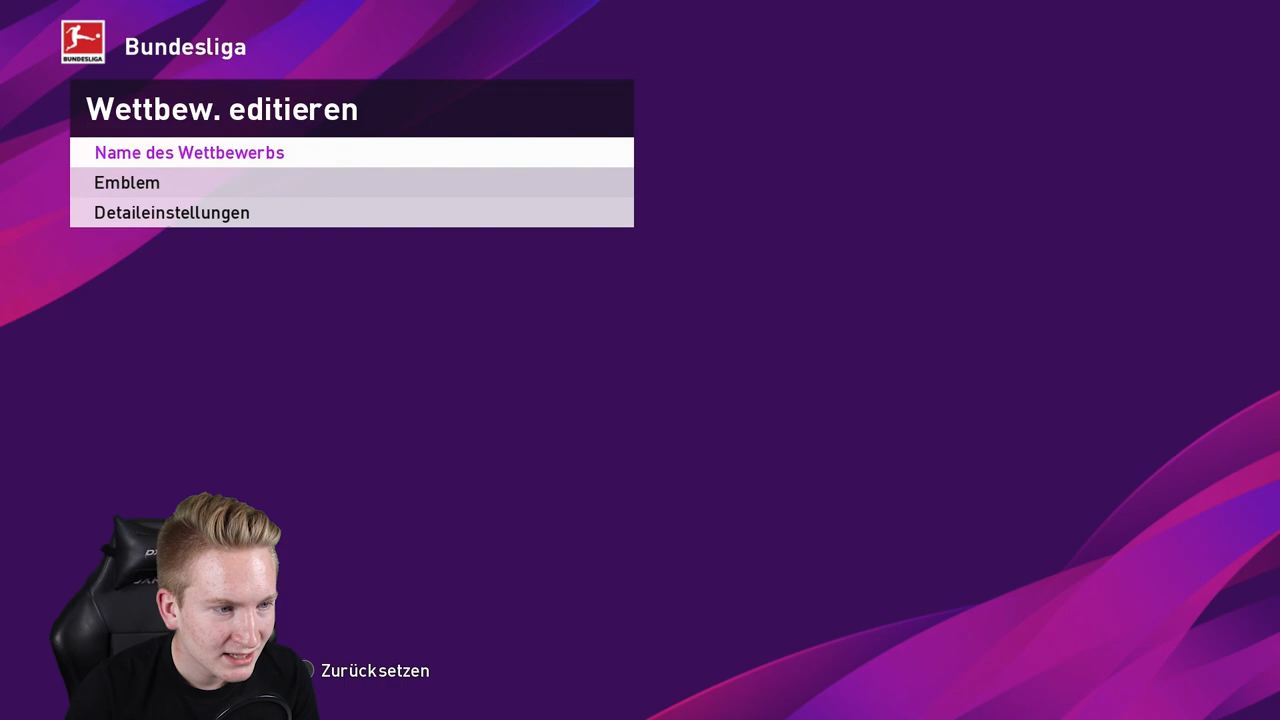 BUNDESLIGA
Bundesliga
Wettbew. editieren
Name des Wettbewerbs
Emblem
Detaileinstellungen
Zurücksetzen